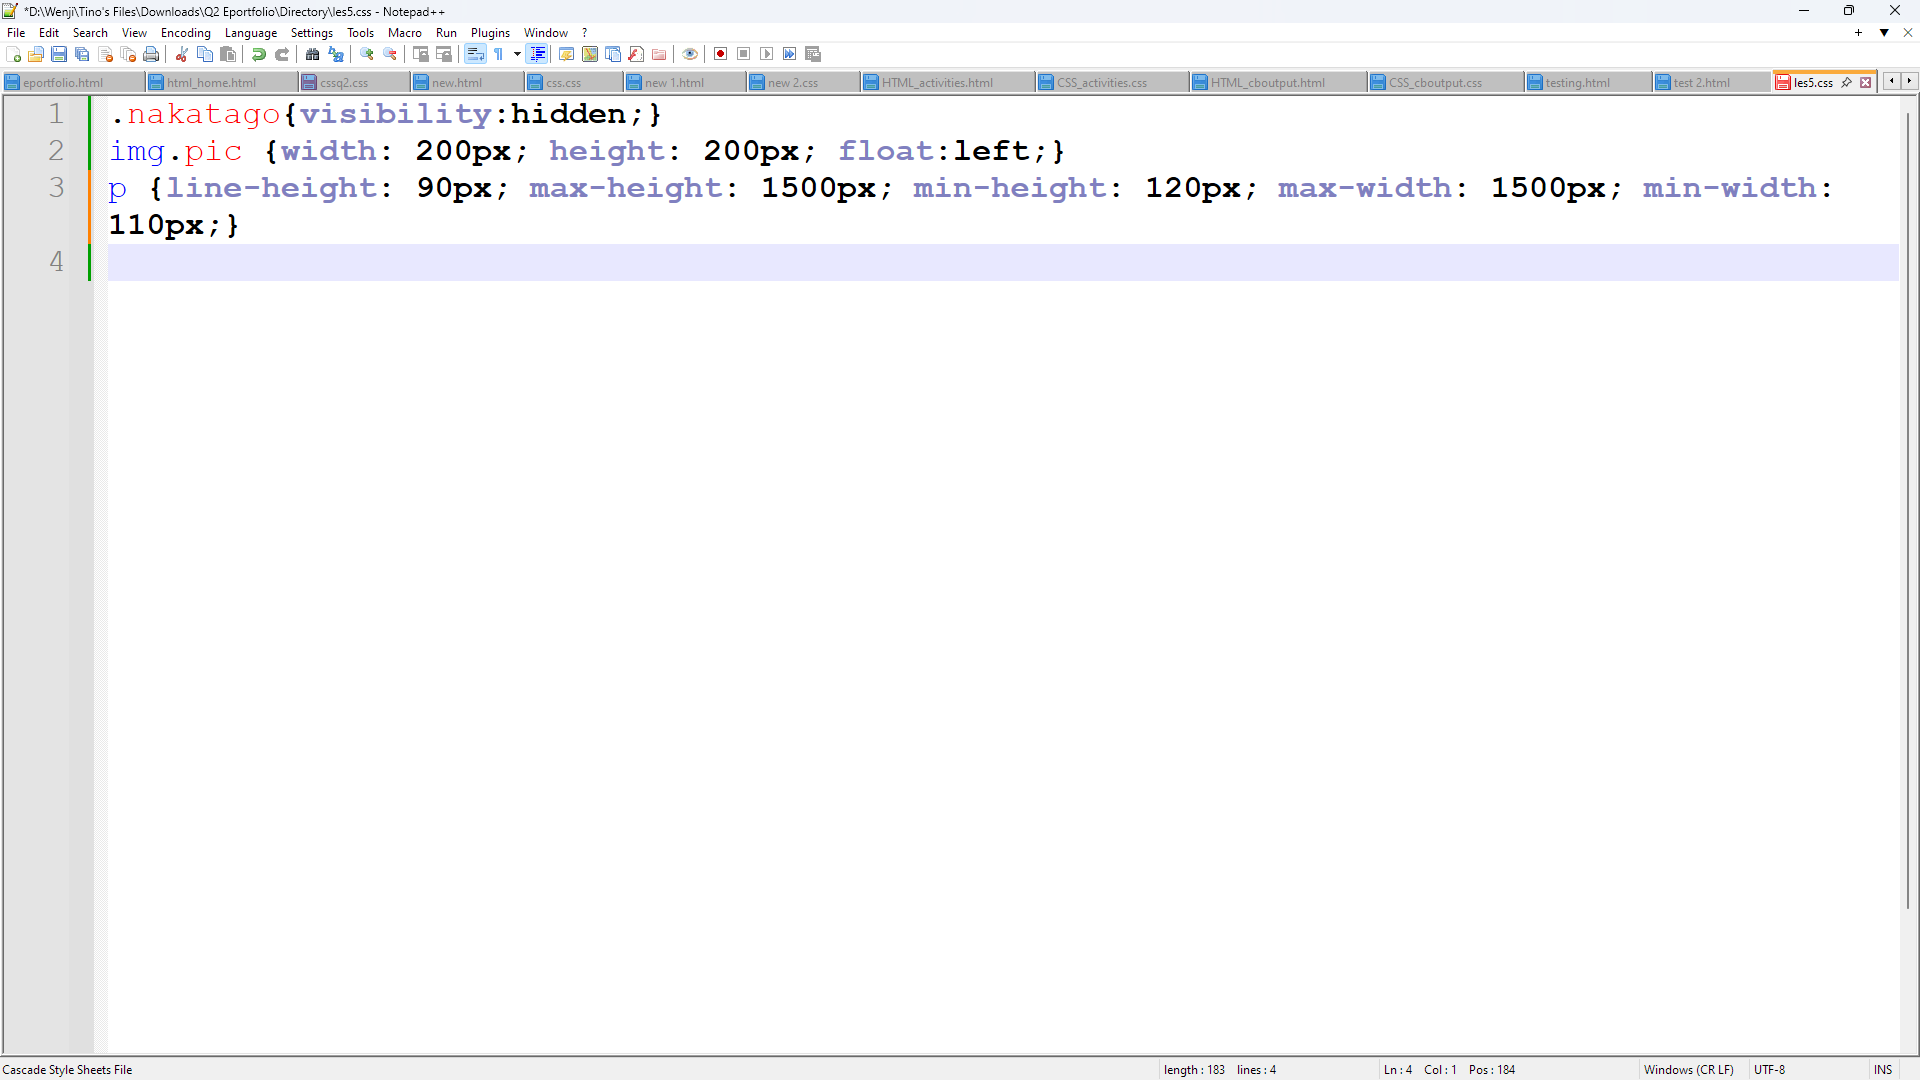 *D:\Wenji\Tino's Files\Downloads\Q2 Eportfolio\Directory\les5.css - Notepad++
File Edit Search View Encoding Language Settings Tools Macro Run Plugins Window ?
eportfolio.html html_home.html cssq2.css new.html css.css new 1.html new 2.css HTML_activities.html CSS_activities.css HTML_cboutput.html CSS_cboutput.css testing.html test 2.html les5.css
1 .nakatago{visibility:hidden;}
2 img.pic {width: 200px; height: 200px; float:left;}
3 p {line-height: 90px; max-height: 1500px; min-height: 120px; max-width: 1500px; min-width:
110px;}
4
Cascade Style Sheets File length : 183 lines : 4 Ln : 4 Col : 1 Pos : 184 Windows (CR LF) UTF-8 INS